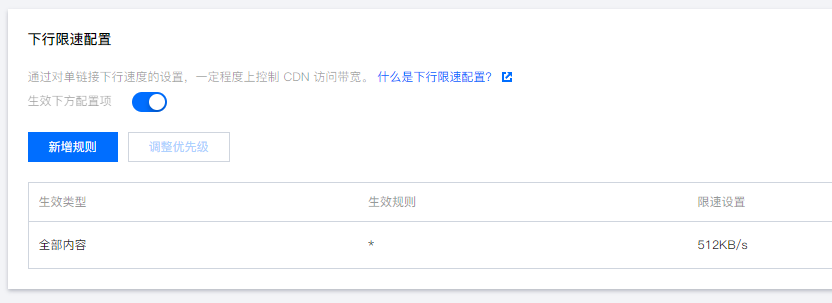 下行限速配置
通过对单链接下行速度的设置，一定程度上控制 CDN 访问带宽。 什么是下行限速配置？
生效下方配置项
新增规则 调整优先级
生效类型 生效规则 限速设置
全部内容 * 512KB/s